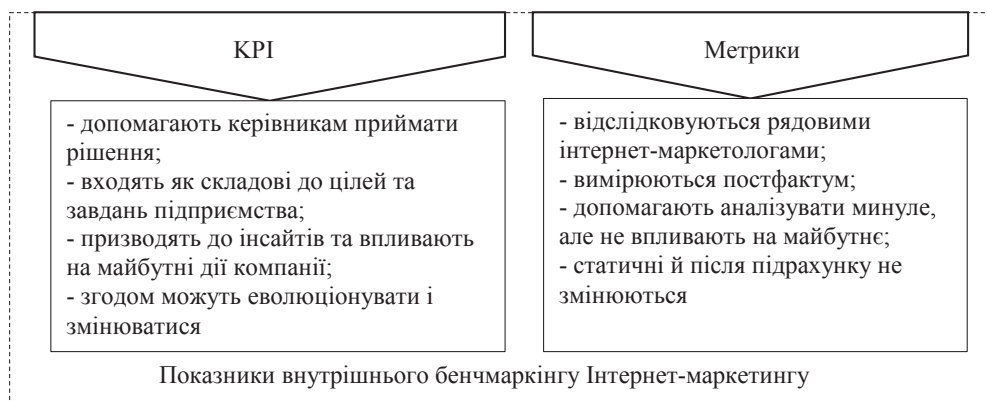 KPI
- допомагають керівникам приймати
рішення;
- входять як складові до цілей та
завдань підприємства;
- призводять до інсайтів та впливають
на майбутні дії компанії;
- згодом можуть еволюціонувати і
змінюватися
Метрики
- відслідковуються рядовими
інтернет-маркетологами;
- вимірюються постфактум;
- допомагають аналізувати минуле,
але не впливають на майбутнє;
- статичні й після підрахунку не
змінюються
Показники внутрішнього бенчмаркінгу Інтернет-маркетингу